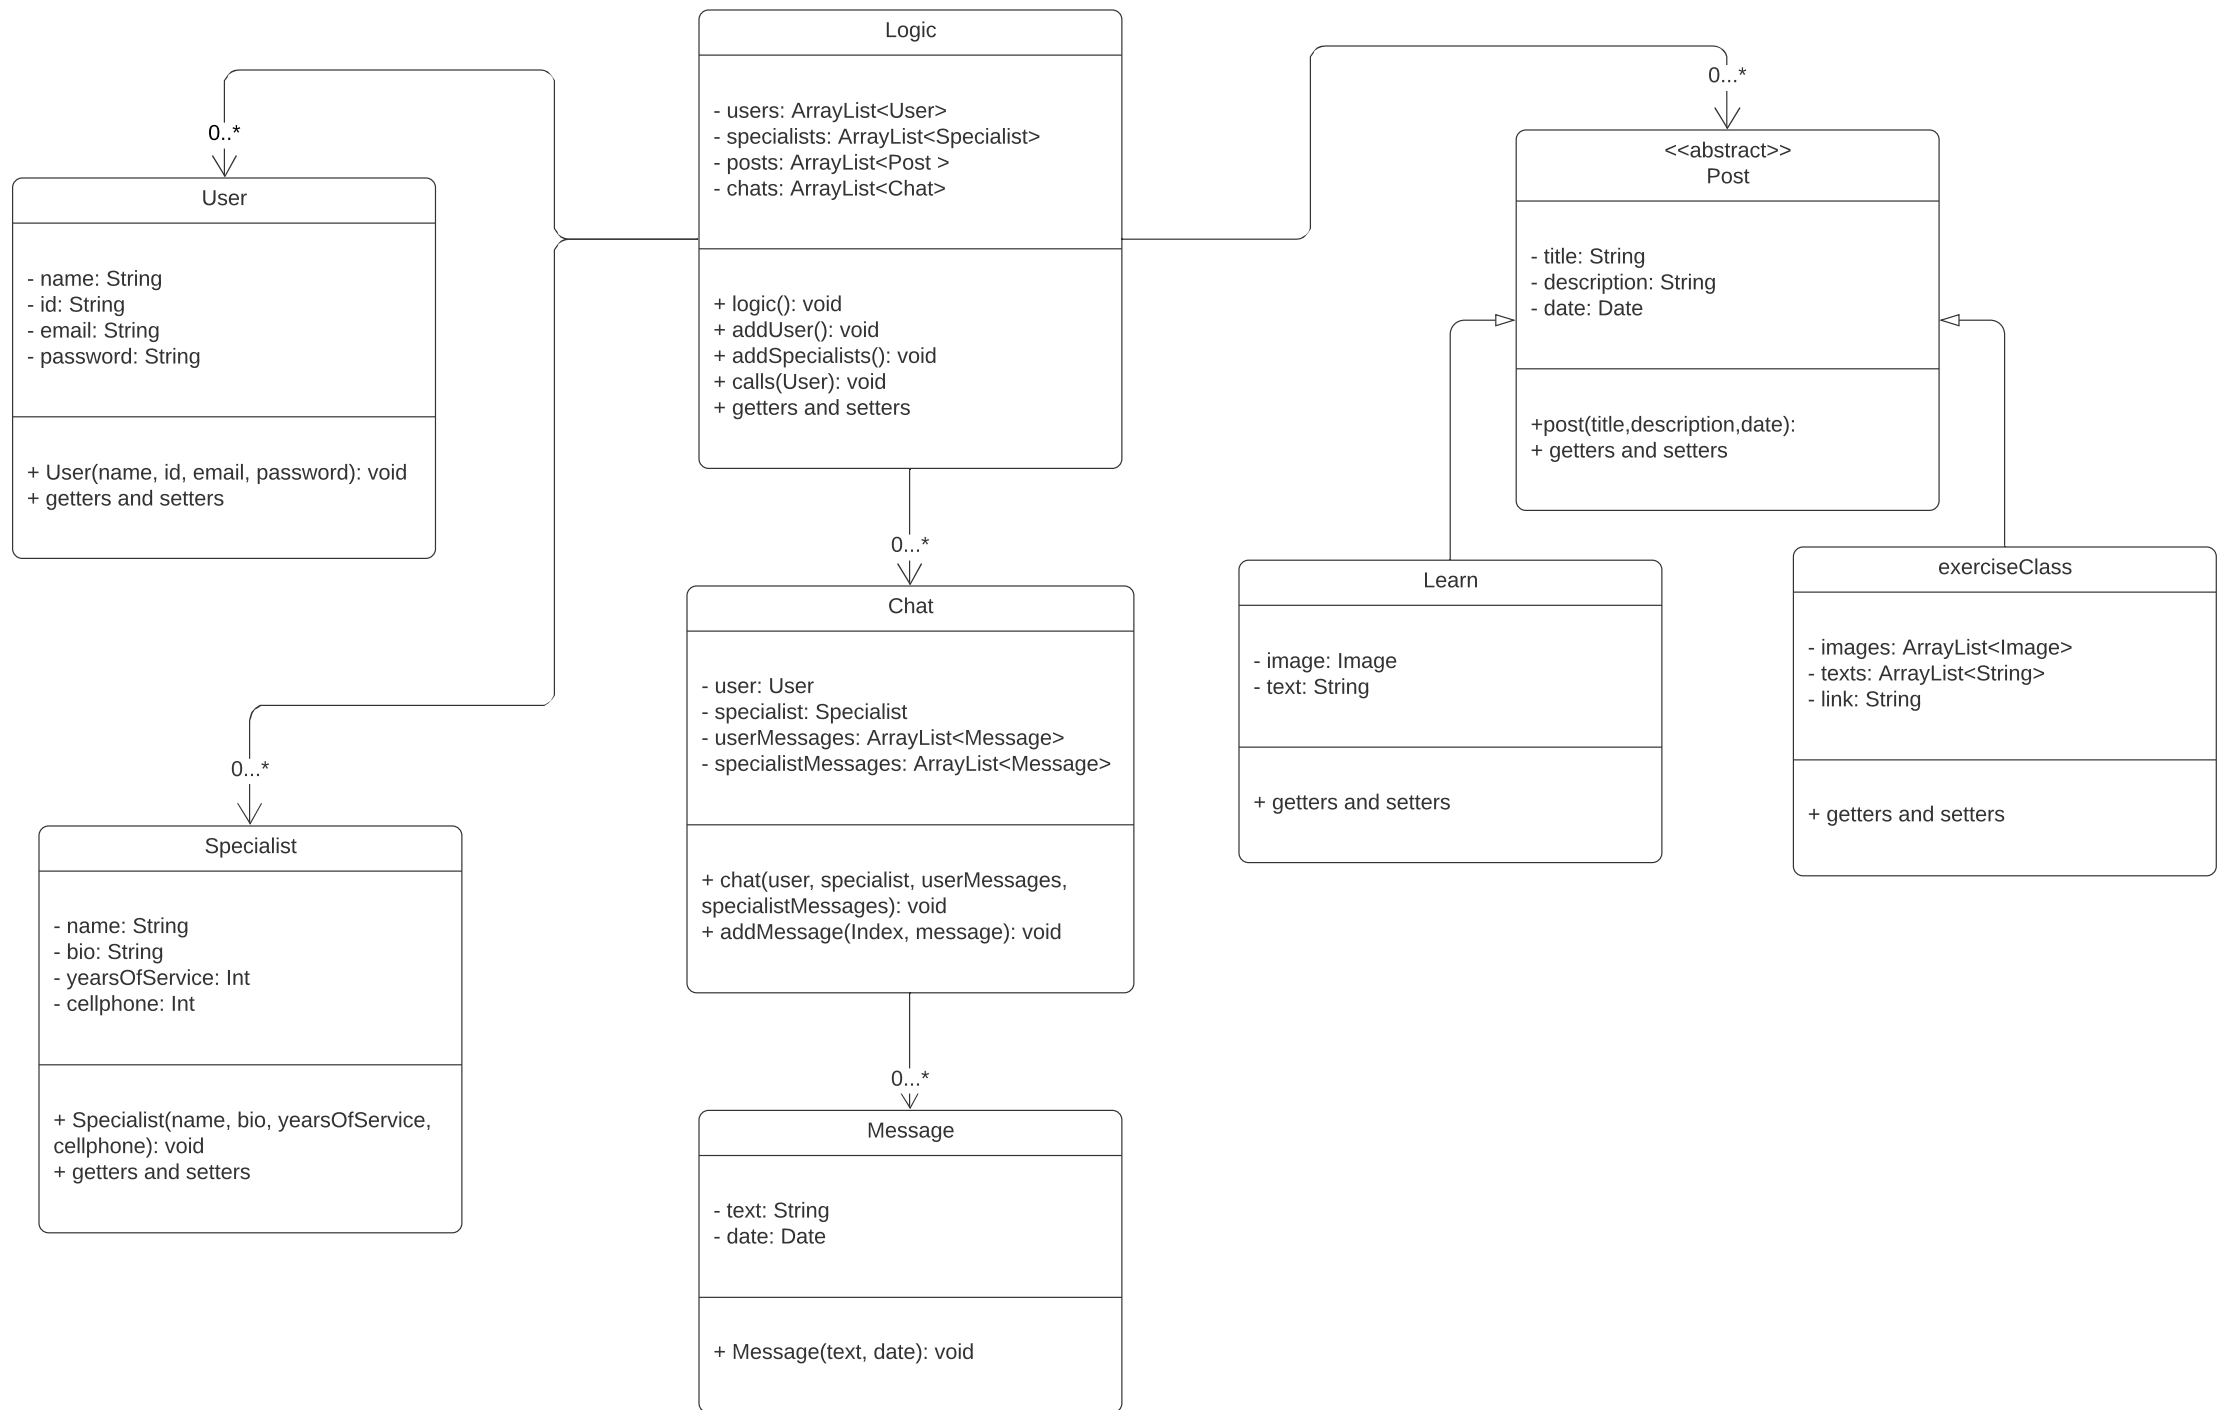 Logic
- users: ArrayList<User>
- specialists: ArrayList<Specialist>
- posts: ArrayList<Post >
- chats: ArrayList<Chat>
+ logic(): void
+ addUser(): void
+ addSpecialists(): void
+ calls(User): void
+ getters and setters
0..*
User
- name: String
- id: String
- email: String
- password: String
+ User(name, id, email, password): void
+ getters and setters
0...*
<<abstract>>
Post
- title: String
- description: String
- date: Date
+post(title,description,date):
+ getters and setters
0...*
Chat
- user: User
- specialist: Specialist
- userMessages: ArrayList<Message>
- specialistMessages: ArrayList<Message>
+ chat(user, specialist, userMessages,
specialistMessages): void
+ addMessage(Index, message): void
Learn
- image: Image
- text: String
+ getters and setters
exerciseClass
- images: ArrayList<Image>
- texts: ArrayList<String>
- link: String
+ getters and setters
0...*
Specialist
- name: String
- bio: String
- yearsOfService: Int
- cellphone: Int
+ Specialist(name, bio, yearsOfService,
cellphone): void
+ getters and setters
0...*
Message
- text: String
- date: Date
+ Message(text, date): void